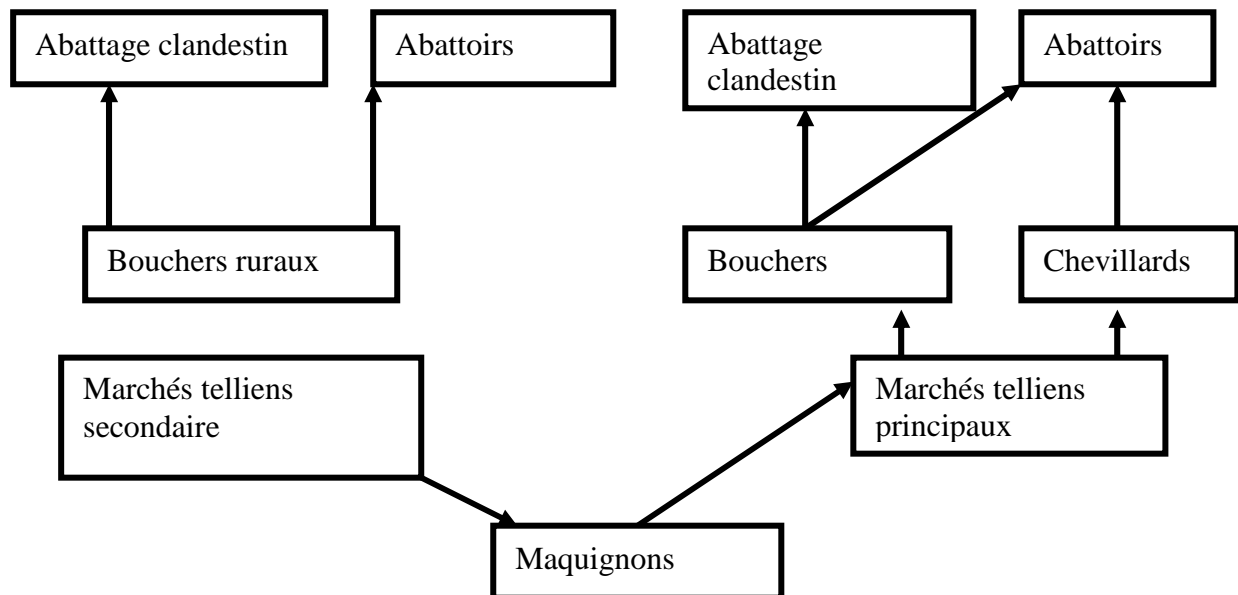 Abattage clandestin
Abattoirs
Abattage
clandestin
Abattoirs
Bouchers ruraux
Bouchers
Chevillards
Marchés telliens
secondaire
Marchés telliens
principaux
Maquignons